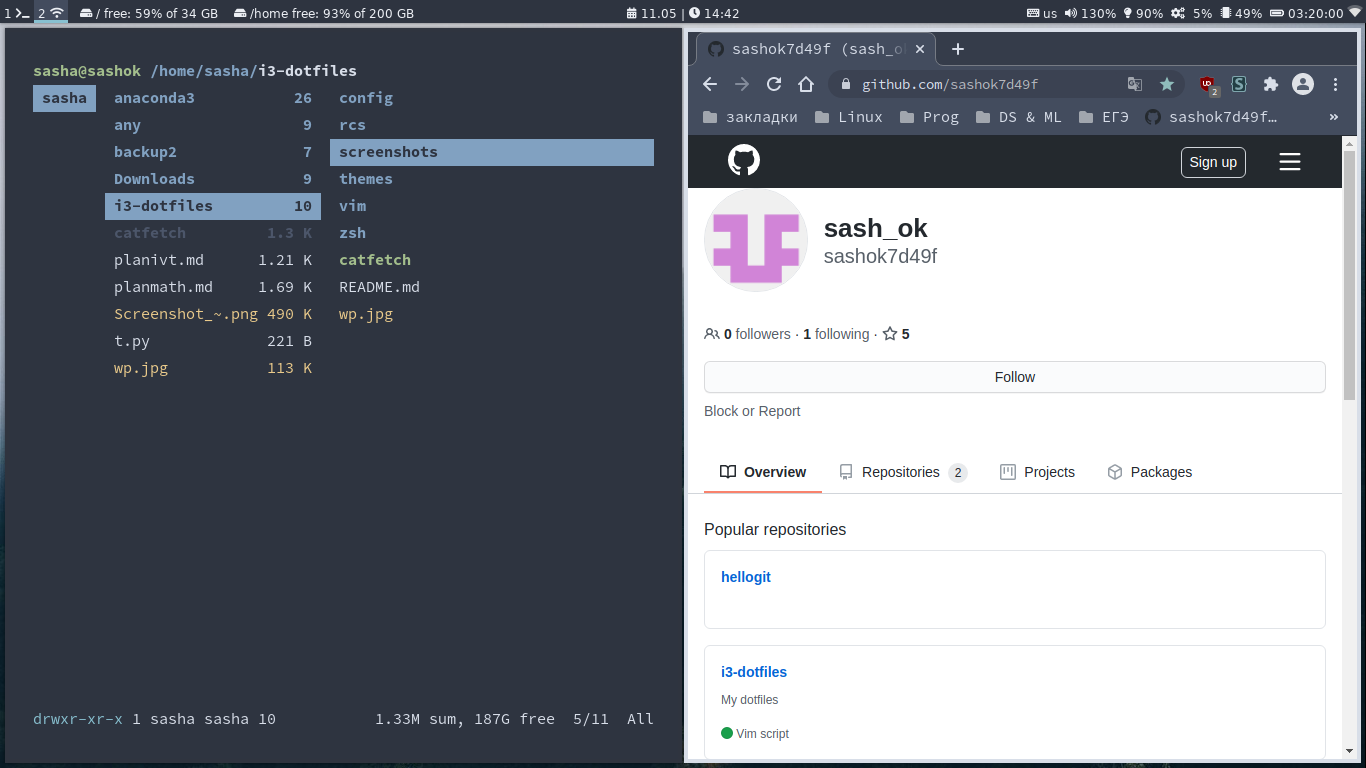 1 2 / free: 59% of 34 GB /home free: 93% of 200 GB 11.05 | 14:42 us 130% 90% 5% 49% 03:20:00
sasha@sashok /home/sasha/i3-dotfiles
sasha anaconda3 26 config
any 9 rcs
backup2 7 screenshots
Downloads 9 themes
i3-dotfiles 10 vim
catfetch 1.3 K zsh
planivt.md 1.21 K catfetch
planmath.md 1.69 K README.md
Screenshot_~.png 490 K wp.jpg
t.py 221 B
wp.jpg 113 K
drwxr-xr-x 1 sasha sasha 10 1.33M sum, 187G free 5/11 All
sashok7d49f (sash_o
github.com/sashok7d49f 2
закладки Linux Prog DS & ML ЕГЭ sashok7d49f… »
Sign up
sash_ok
sashok7d49f
0 followers · 1 following · 5
Follow
Block or Report
Overview Repositories 2 Projects Packages
Popular repositories
hellogit
i3-dotfiles
My dotfiles
Vim script